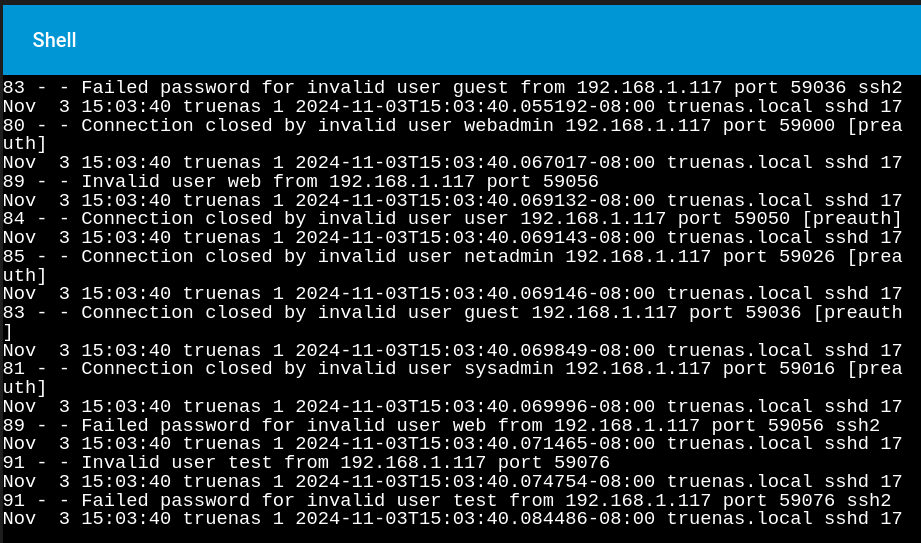 Shell
83 - - Failed password for invalid user guest from 192.168.1.117 port 59036 ssh2
Nov  3 15:03:40 truenas 1 2024-11-03T15:03:40.055192-08:00 truenas.local sshd 17
80 - - Connection closed by invalid user webadmin 192.168.1.117 port 59000 [prea
uth]
Nov  3 15:03:40 truenas 1 2024-11-03T15:03:40.067017-08:00 truenas.local sshd 17
89 - - Invalid user web from 192.168.1.117 port 59056
Nov  3 15:03:40 truenas 1 2024-11-03T15:03:40.069132-08:00 truenas.local sshd 17
84 - - Connection closed by invalid user user 192.168.1.117 port 59050 [preauth]
Nov  3 15:03:40 truenas 1 2024-11-03T15:03:40.069143-08:00 truenas.local sshd 17
85 - - Connection closed by invalid user netadmin 192.168.1.117 port 59026 [prea
uth]
Nov  3 15:03:40 truenas 1 2024-11-03T15:03:40.069146-08:00 truenas.local sshd 17
83 - - Connection closed by invalid user guest 192.168.1.117 port 59036 [preauth
]
Nov  3 15:03:40 truenas 1 2024-11-03T15:03:40.069849-08:00 truenas.local sshd 17
81 - - Connection closed by invalid user sysadmin 192.168.1.117 port 59016 [prea
uth]
Nov  3 15:03:40 truenas 1 2024-11-03T15:03:40.069996-08:00 truenas.local sshd 17
89 - - Failed password for invalid user web from 192.168.1.117 port 59056 ssh2
Nov  3 15:03:40 truenas 1 2024-11-03T15:03:40.071465-08:00 truenas.local sshd 17
91 - - Invalid user test from 192.168.1.117 port 59076
Nov  3 15:03:40 truenas 1 2024-11-03T15:03:40.074754-08:00 truenas.local sshd 17
91 - - Failed password for invalid user test from 192.168.1.117 port 59076 ssh2
Nov  3 15:03:40 truenas 1 2024-11-03T15:03:40.084486-08:00 truenas.local sshd 17